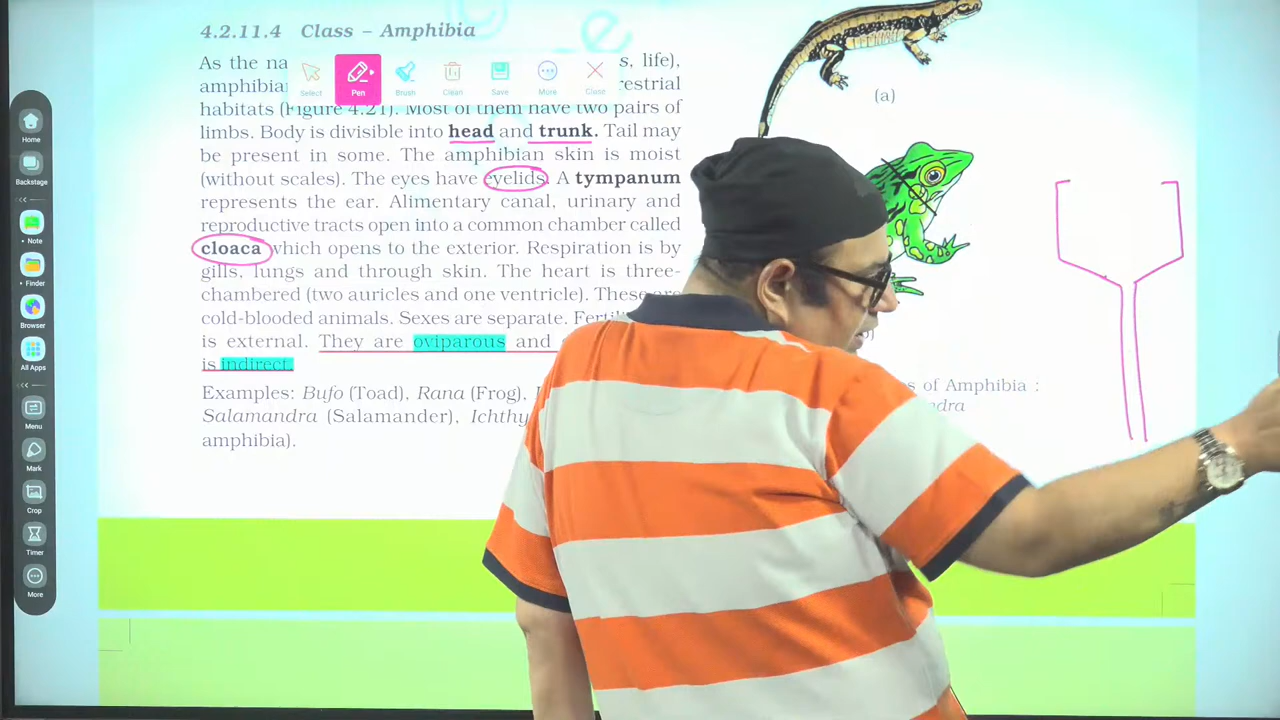 4.2.11.4 Class – Amphibia
As the na s, life),
amphibia restrial
habitats (Figure 4.21). Most of them have two pairs of
limbs. Body is divisible into head and trunk. Tail may
be present in some. The amphibian skin is moist
(without scales). The eyes have eyelids. A tympanum
represents the ear. Alimentary canal, urinary and
reproductive tracts open into a common chamber called
cloaca which opens to the exterior. Respiration is by
gills, lungs and through skin. The heart is three-
chambered (two auricles and one ventricle). These are
cold-blooded animals. Sexes are separate. Ferti
is external. They are oviparous and
is indirect.
Examples: Bufo (Toad), Rana (Frog),
Salamandra (Salamander), Ichthy
amphibia).
(a)
s of Amphibia :
ndra
Select
Pen
Brush
Clean
Save
More
Close
Home
Backstage
• Note
• Finder
Browser
All Apps
Menu
Mark
Crop
Timer
More